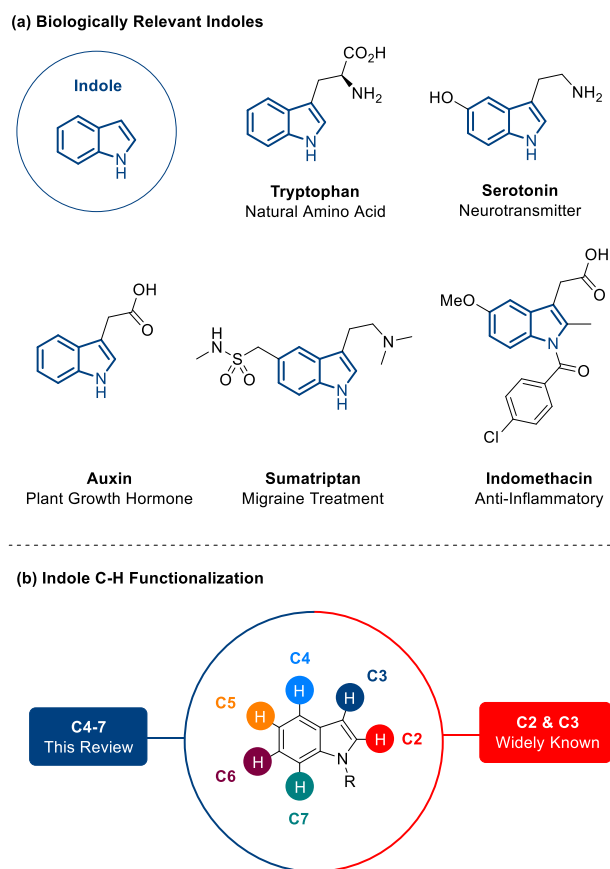 (a) Biologically Relevant Indoles
Indole
N
H
CO₂H
NH₂
N
H
Tryptophan
Natural Amino Acid
HO
NH₂
N
H
Serotonin
Neurotransmitter
OH
O
N
H
Auxin
Plant Growth Hormone
H
N
S
O
O
N
N
H
Sumatriptan
Migraine Treatment
OH
O
MeO
N
O
Cl
Indomethacin
Anti-Inflammatory
(b) Indole C-H Functionalization
C4
H
C3
H
C5
H
C2
H
C6
H
N
R
C7
H
C4-7
This Review
C2 & C3
Widely Known